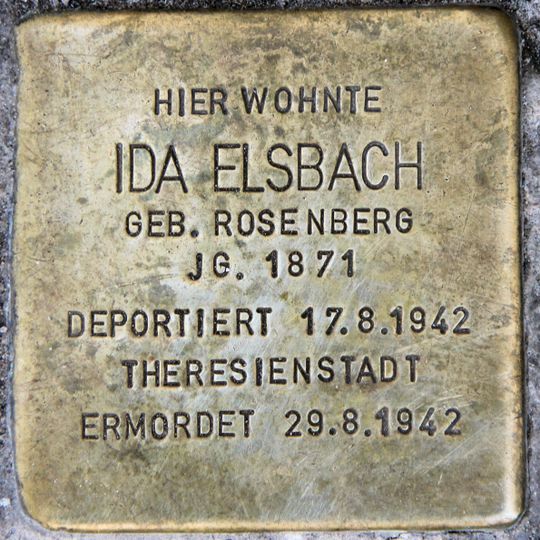 HIER WOHNTE
IDA ELSBACH
GEB. ROSENBERG
JG. 1871
DEPORTIERT 17.8.1942
THERESIENSTADT
ERMORDET 29.8.1942